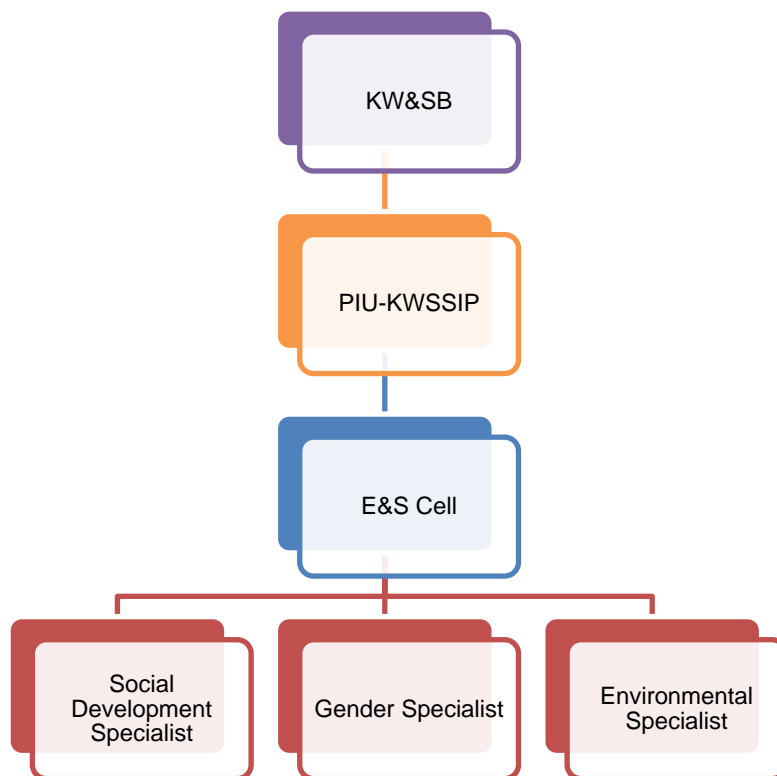 KW&SB
PIU-KWSSIP
E&S Cell
Social
Development
Specialist
Gender Specialist
Environmental
Specialist